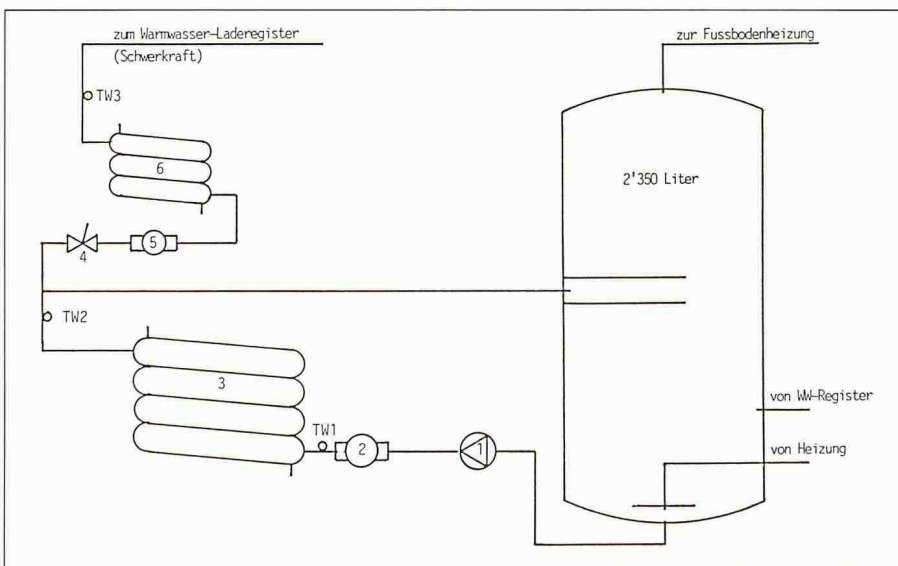 zum Warmwasser-Laderegister
(Schwerkraft)
zur Fussbodenheizung
TW3
6
2'350 Liter
4
5
TW2
3
von WW-Register
TW1
2
1
von Heizung